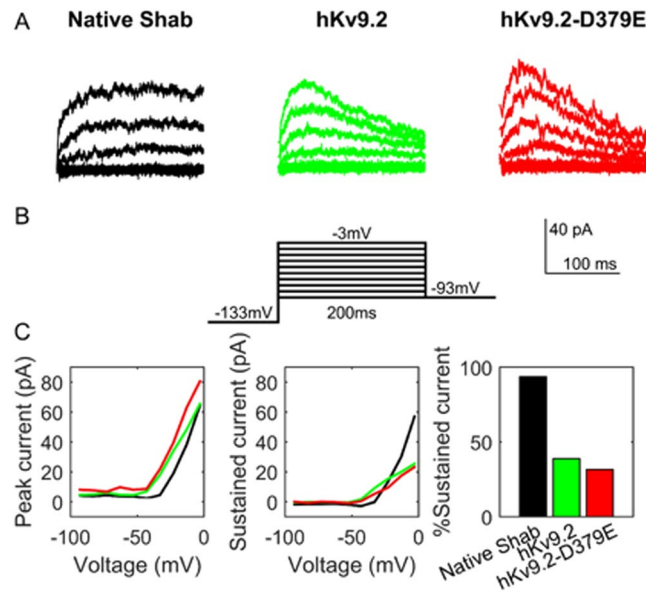 A
Native Shab
hKv9.2
hKv9.2-D379E
B
-3mV
-93mV
-133mV
200ms
40 pA
100 ms
C
Peak current (pA)
80
60
40
20
0
-100
-50
0
Voltage (mV)
Sustained current (pA)
80
60
40
20
0
-100
-50
0
Voltage (mV)
%Sustained current
100
50
0
Native Shab
hKv9.2
hKv9.2-D379E